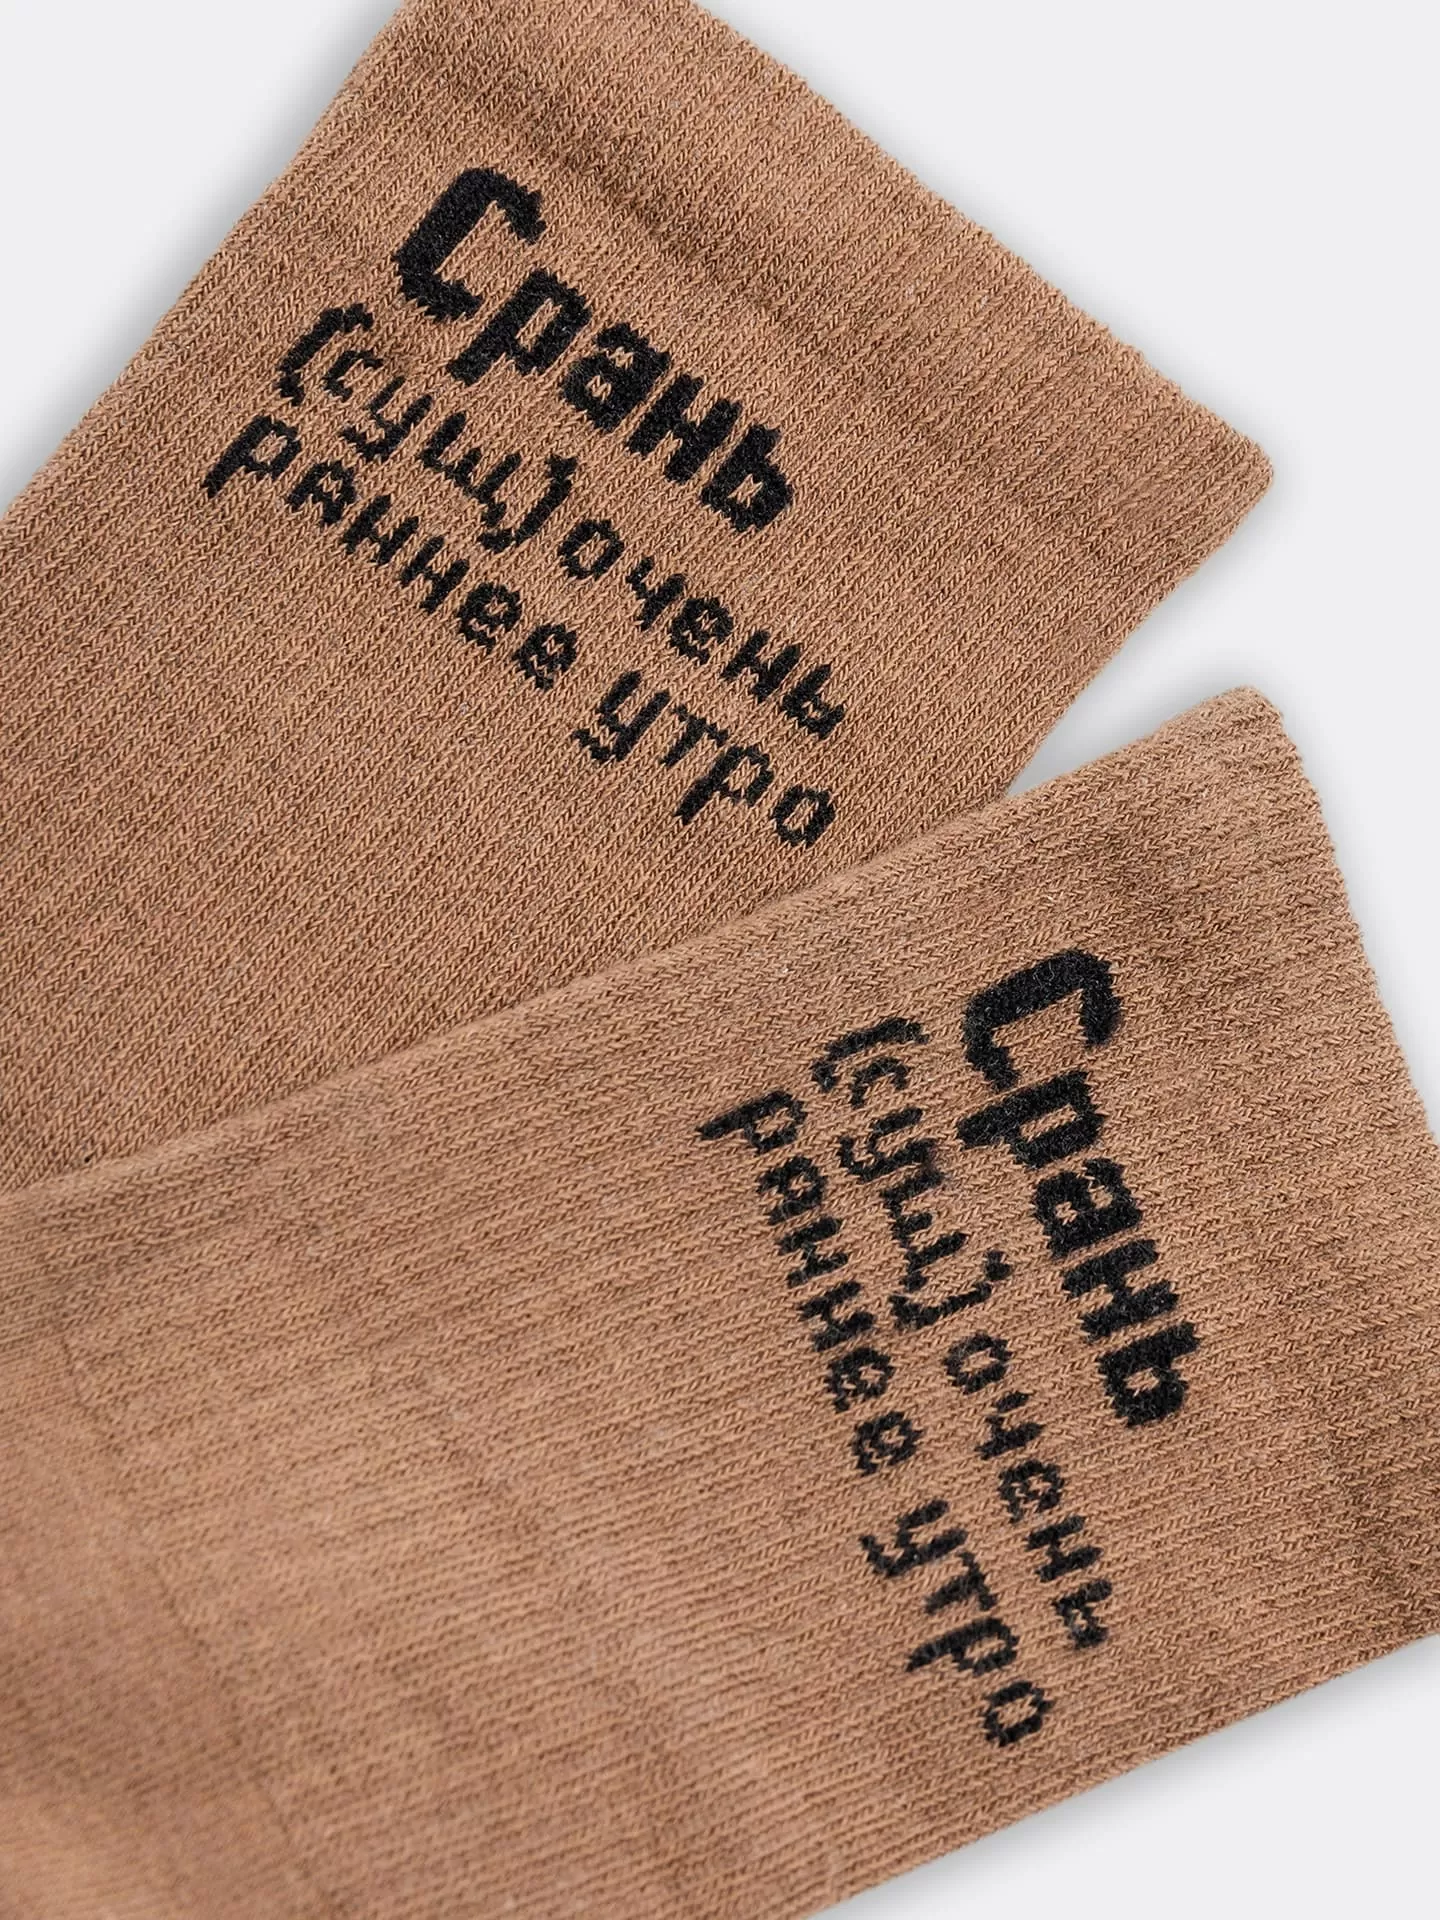 Срань
(сущ) очень
раннее утро
Срань
(сущ) очень
раннее утро